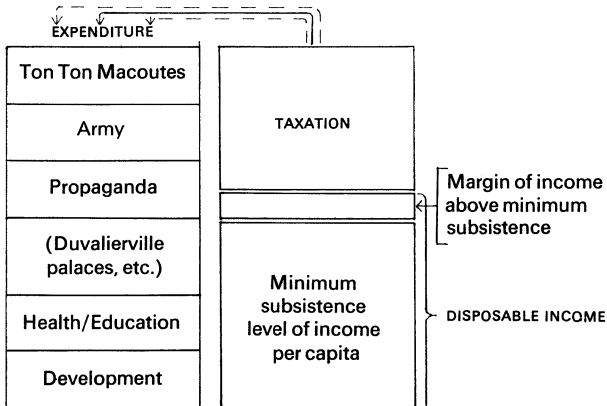 EXPENDITURE
Ton Ton Macoutes
Army
Propaganda
(Duvalierville
palaces, etc.)
Health/Education
Development
TAXATION
Minimum
subsistence
level of income
per capita
Margin of income
above minimum
subsistence
DISPOSABLE INCOME